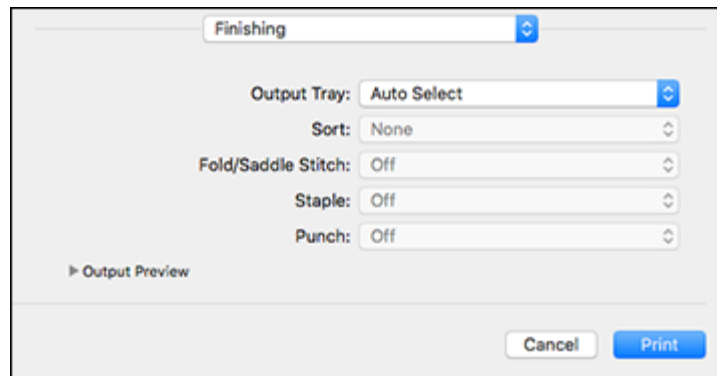 Finishing
Output Tray: Auto Select
Sort: None
Fold/Saddle Stitch: Off
Staple: Off
Punch: Off
Output Preview
Cancel Print